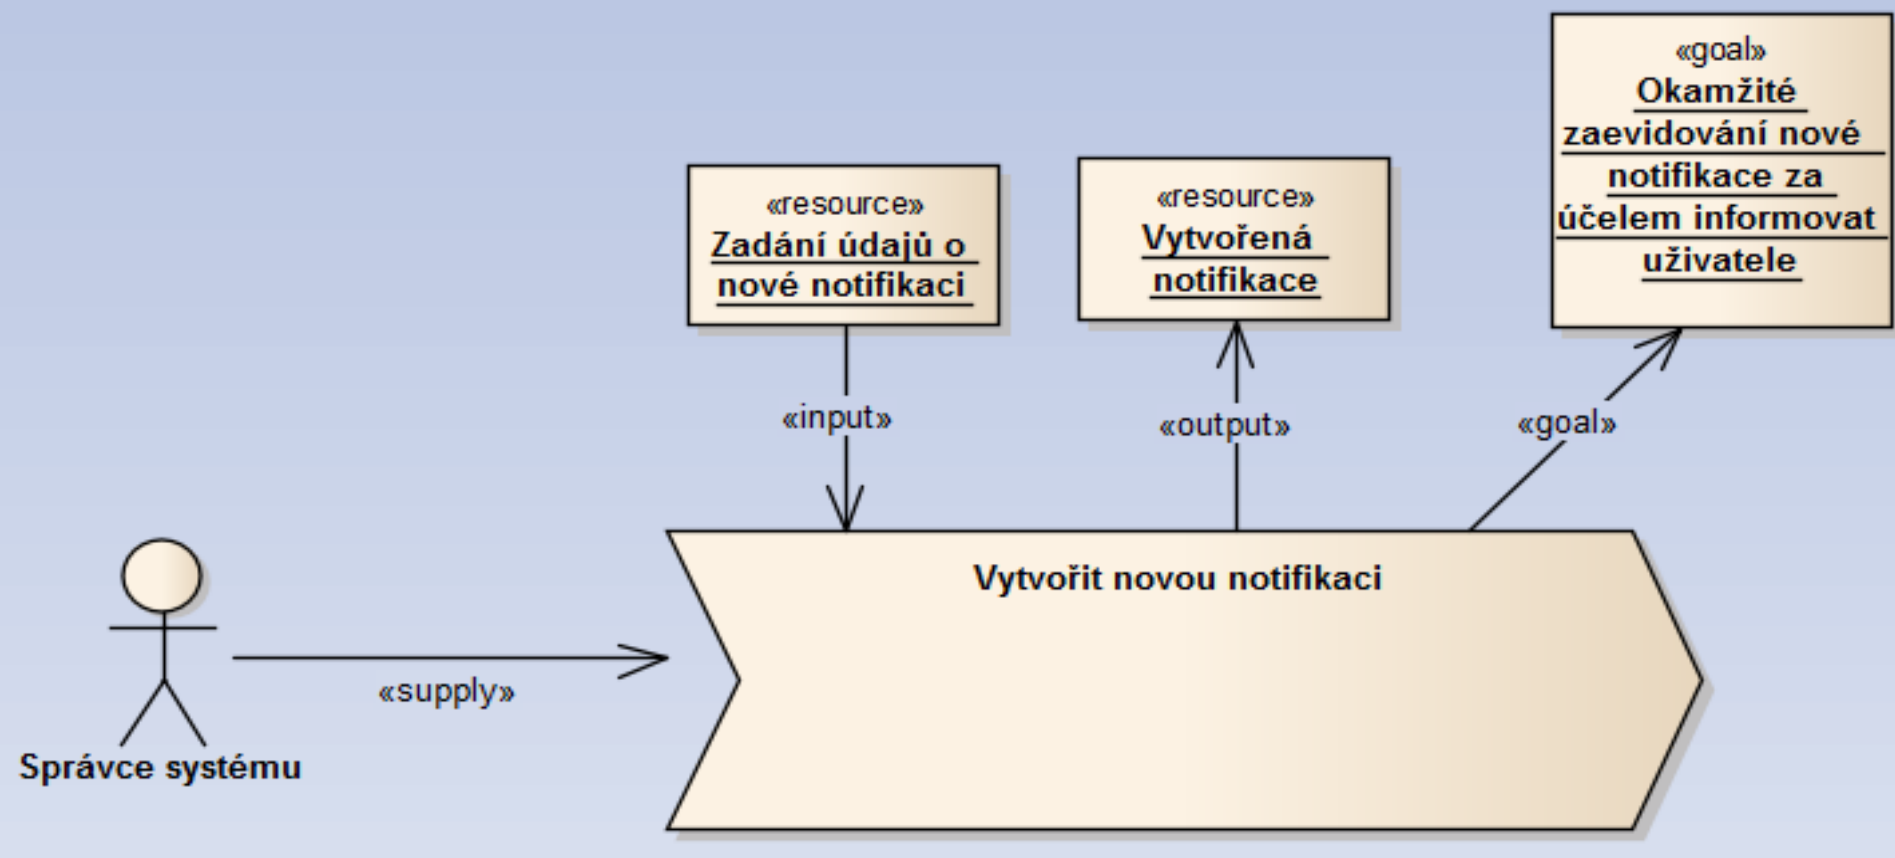 «goal»
Okamžité
zaevidování nové
notifikace za
účelem informovat
uživatele
«resource»
Zadání údajů o
nové notifikaci
«resource»
Vytvořená
notifikace
«input»
«output»
«goal»
Vytvořit novou notifikaci
«supply»
Správce systému